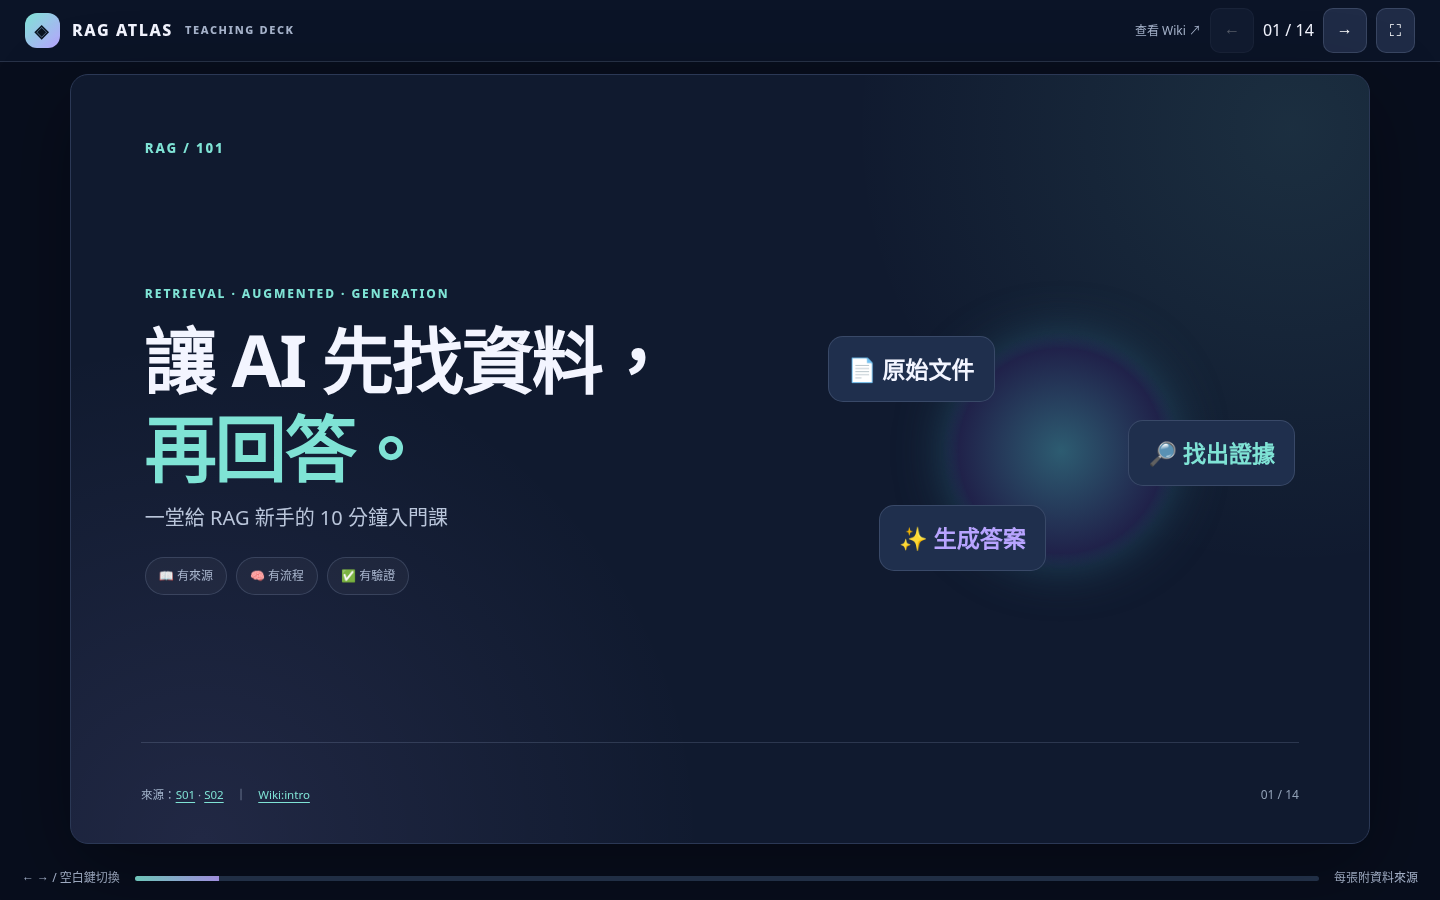 RAG ATLAS TEACHING DECK
查看 Wiki ↗ ← 01 / 14 →
RAG / 101
RETRIEVAL · AUGMENTED · GENERATION
讓 AI 先找資料，
再回答。
一堂給 RAG 新手的 10 分鐘入門課
📖 有來源 🧠 有流程 ✅ 有驗證
📄 原始文件
🔎 找出證據
✨ 生成答案
來源：S01 · S02 | Wiki:intro
01 / 14
← → / 空白鍵切換
每張附資料來源